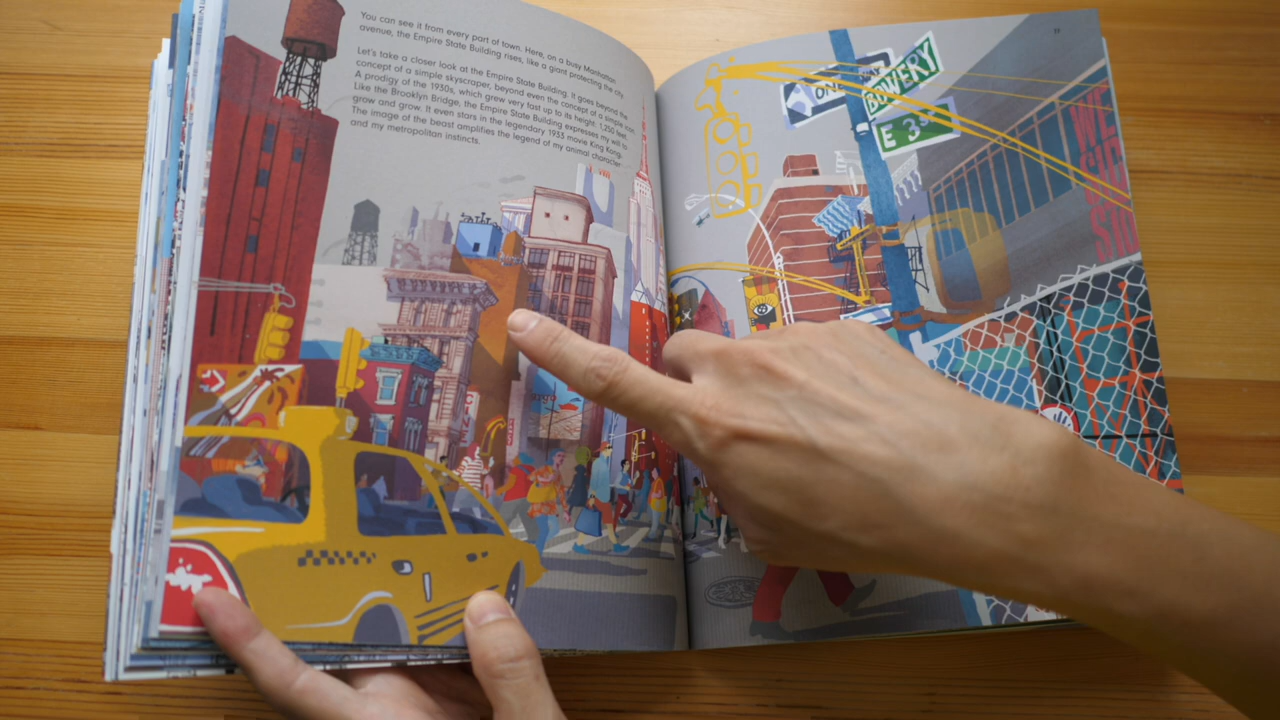 You can see it from every part of town. Here, on a busy Manhattan
avenue, the Empire State Building rises, like a giant protecting the city.
Let's take a closer look at the Empire State Building. It goes beyond the
concept of a simple skyscraper, beyond even the concept of a simple icon.
A prodigy of the 1930s, which grew very fast up to its height: 1,250 feet.
Like the Brooklyn Bridge, the Empire State Building expresses my will to
grow and grow. It even stars in the legendary 1933 movie King Kong.
The image of the beast amplifies the legend of my animal character
and my metropolitan instincts.
ON
BOWERY
E 3